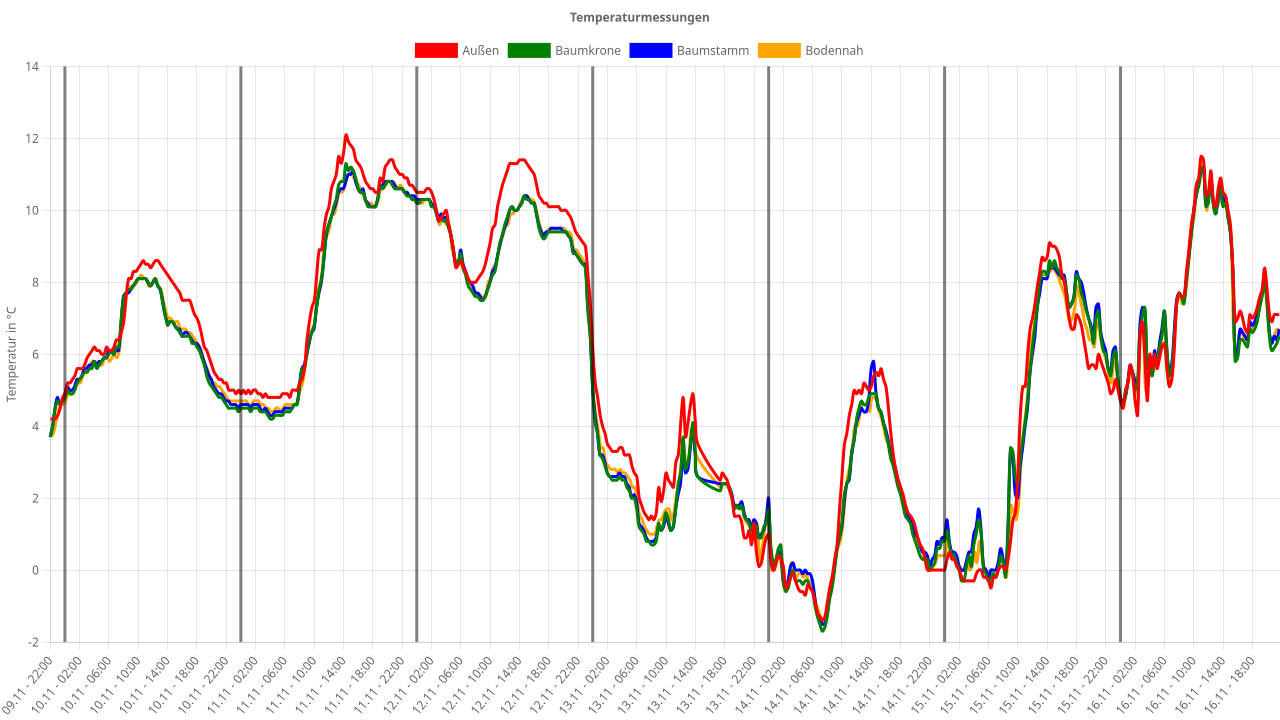 Temperaturmessungen
Außen
Baumkrone
Baumstamm
Bodennah
Temperatur in °C
14
12
10
8
6
4
2
0
-2
09.11 - 22:00
10.11 - 02:00
10.11 - 06:00
10.11 - 10:00
10.11 - 14:00
10.11 - 18:00
10.11 - 22:00
11.11 - 02:00
11.11 - 06:00
11.11 - 10:00
11.11 - 14:00
11.11 - 18:00
11.11 - 22:00
12.11 - 02:00
12.11 - 06:00
12.11 - 10:00
12.11 - 14:00
12.11 - 18:00
12.11 - 22:00
13.11 - 02:00
13.11 - 06:00
13.11 - 10:00
13.11 - 14:00
13.11 - 18:00
13.11 - 22:00
14.11 - 02:00
14.11 - 06:00
14.11 - 10:00
14.11 - 14:00
14.11 - 18:00
14.11 - 22:00
15.11 - 02:00
15.11 - 06:00
15.11 - 10:00
15.11 - 14:00
15.11 - 18:00
15.11 - 22:00
16.11 - 02:00
16.11 - 06:00
16.11 - 10:00
16.11 - 14:00
16.11 - 18:00